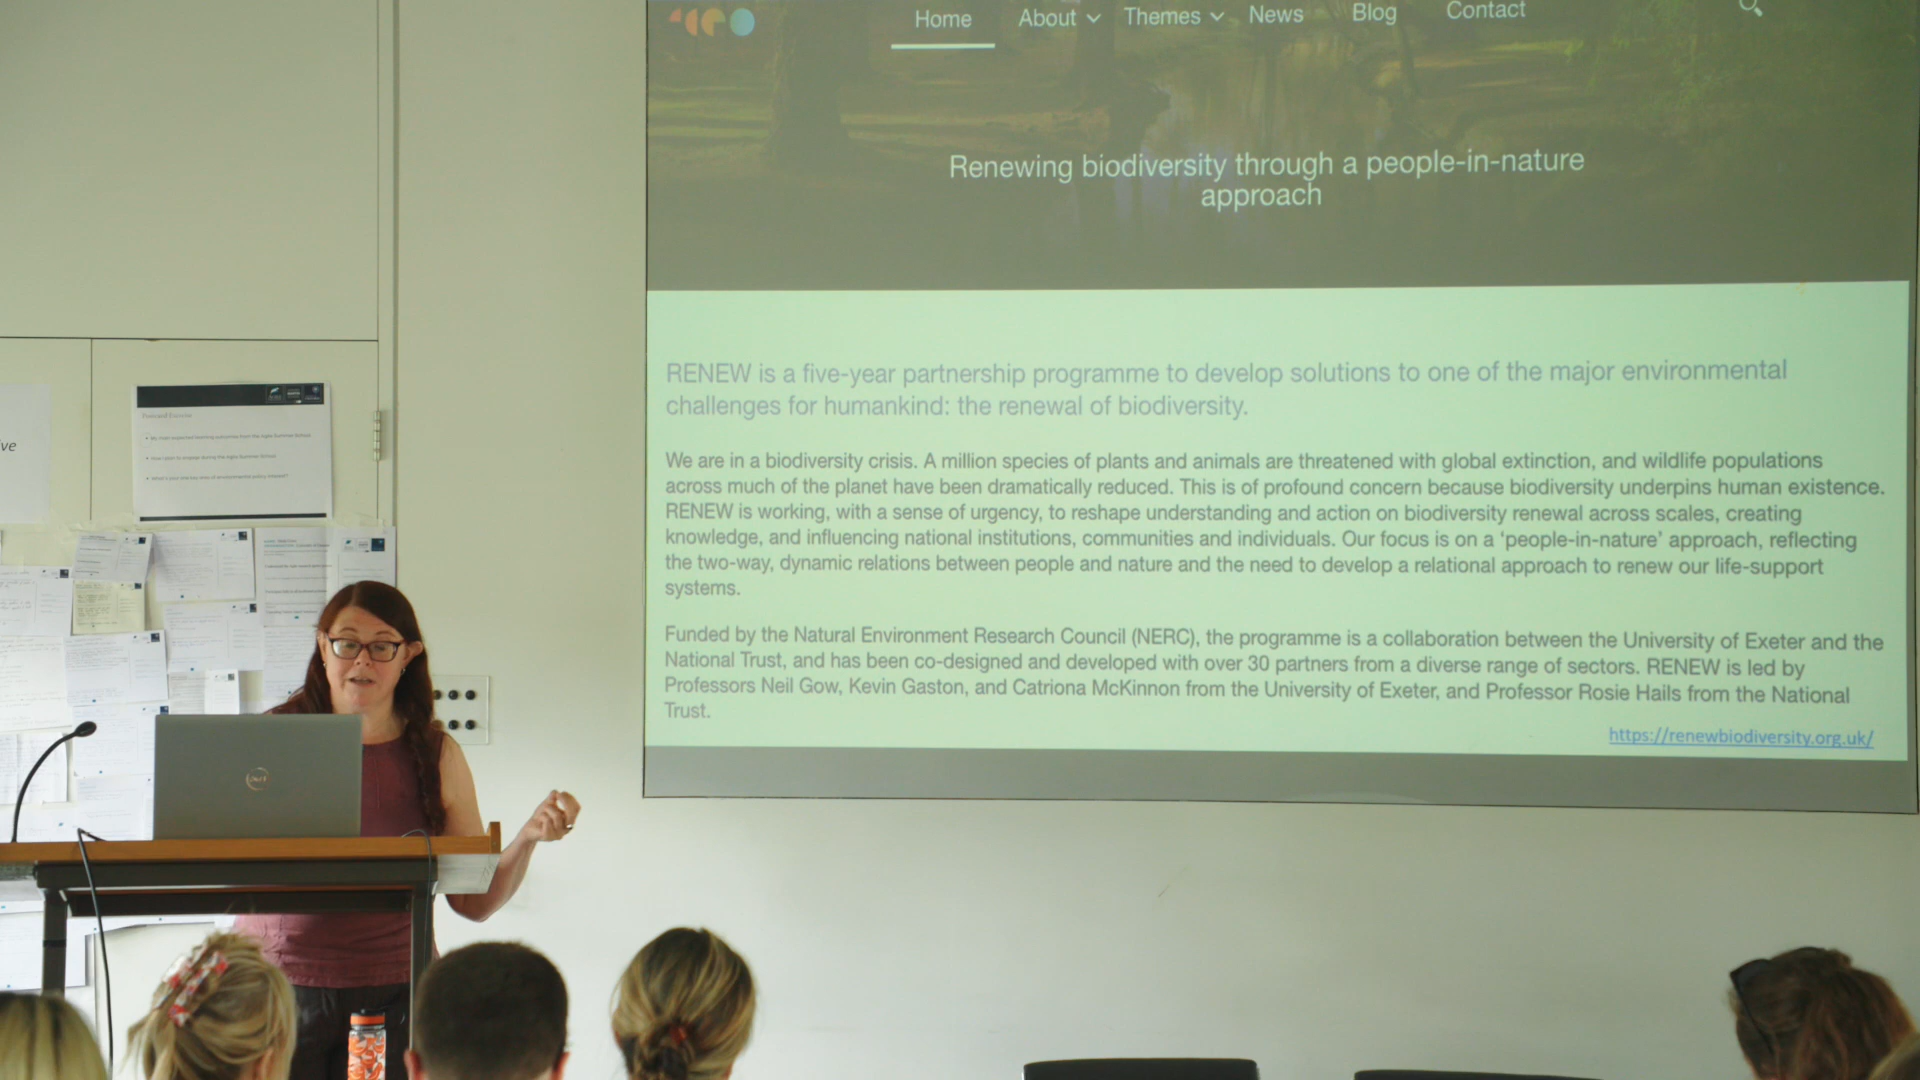 Home About Themes News Blog Contact
Renewing biodiversity through a people-in-nature
approach
RENEW is a five-year partnership programme to develop solutions to one of the major environmental
challenges for humankind: the renewal of biodiversity.
We are in a biodiversity crisis. A million species of plants and animals are threatened with global extinction, and wildlife populations
across much of the planet have been dramatically reduced. This is of profound concern because biodiversity underpins human existence.
RENEW is working, with a sense of urgency, to reshape understanding and action on biodiversity renewal across scales, creating
knowledge, and influencing national institutions, communities and individuals. Our focus is on a 'people-in-nature' approach, reflecting
the two-way, dynamic relations between people and nature and the need to develop a relational approach to renew our life-support
systems.
Funded by the Natural Environment Research Council (NERC), the programme is a collaboration between the University of Exeter and the
National Trust, and has been co-designed and developed with over 30 partners from a diverse range of sectors. RENEW is led by
Professors Neil Gow, Kevin Gaston, and Catriona McKinnon from the University of Exeter, and Professor Rosie Hails from the National
Trust.
https://renewbiodiversity.org.uk/
ve
Postcard Exercise
DELL